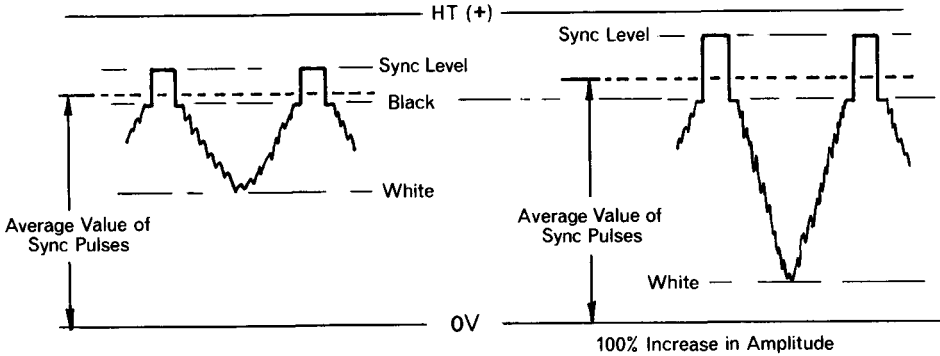 HT (+)
Sync Level
Sync Level
Black
White
Average Value of
Sync Pulses
Average Value of
Sync Pulses
White
0V
100% Increase in Amplitude